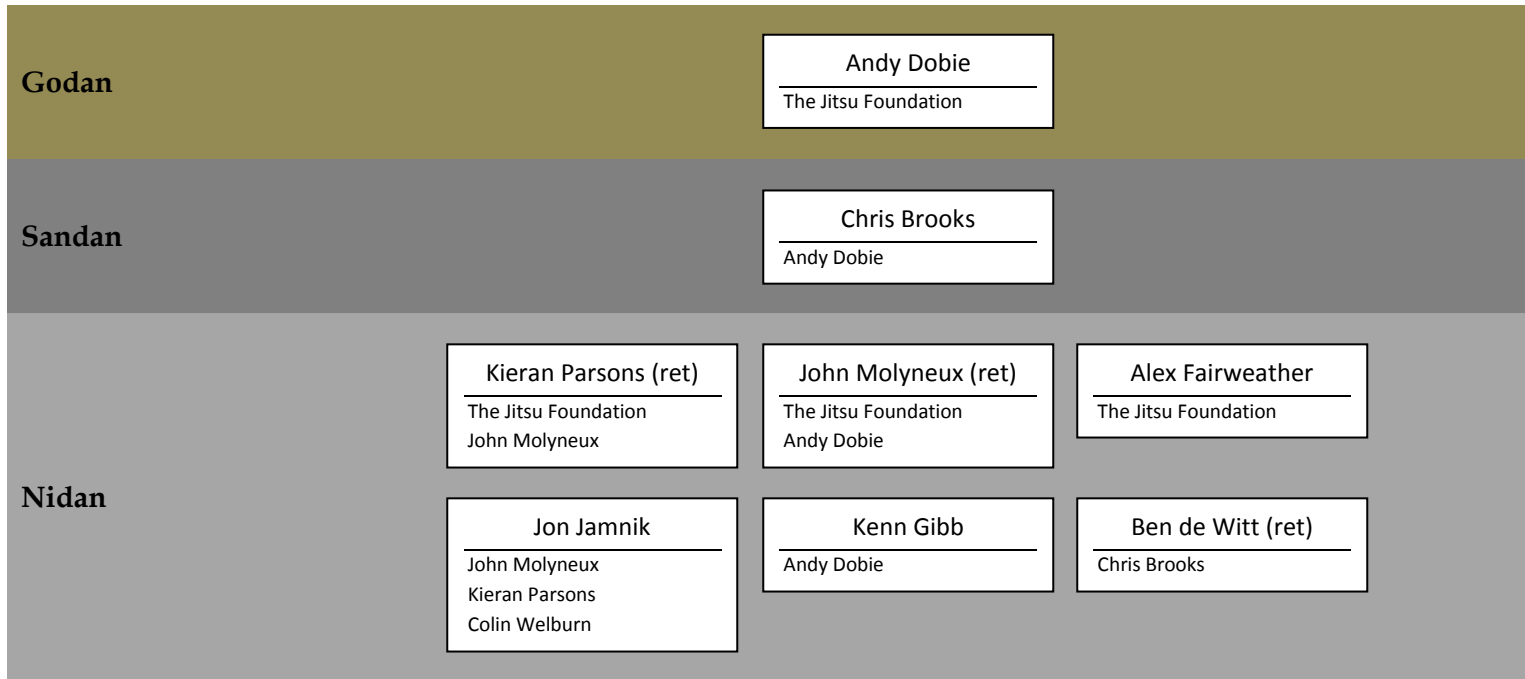 Godan
Andy Dobie
The Jitsu Foundation
Sandan
Chris Brooks
Andy Dobie
Nidan
Kieran Parsons (ret)
The Jitsu Foundation
John Molyneux
John Molyneux (ret)
The Jitsu Foundation
Andy Dobie
Alex Fairweather
The Jitsu Foundation
Jon Jamnik
John Molyneux
Kieran Parsons
Colin Welburn
Kenn Gibb
Andy Dobie
Ben de Witt (ret)
Chris Brooks